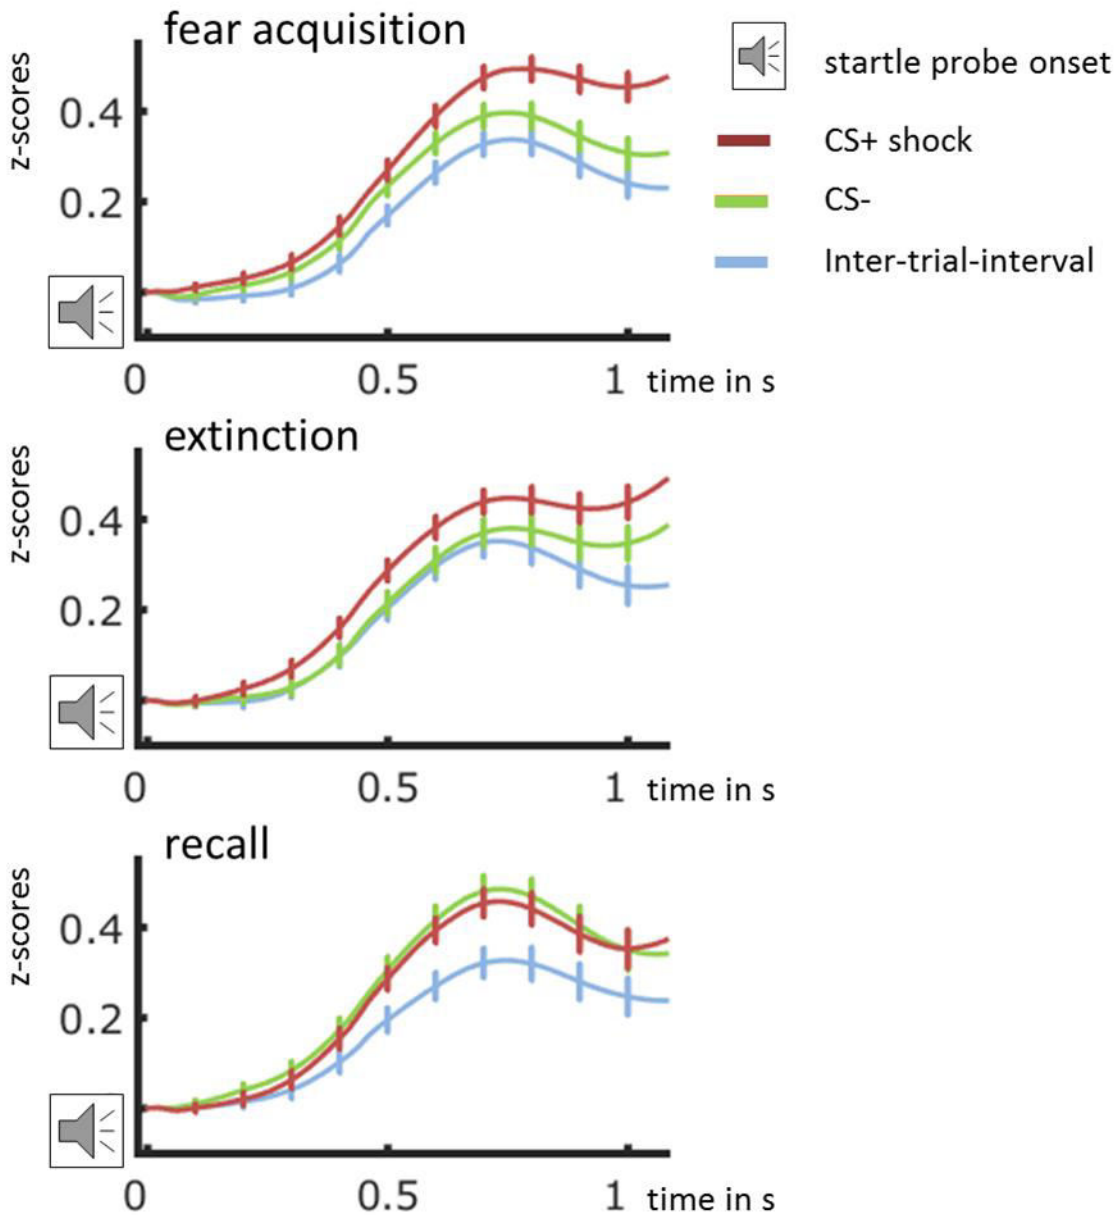 fear acquisition
z-scores
0.4
0.2
0
0.5
1
time in s
startle probe onset
CS+ shock
CS-
Inter-trial-interval
extinction
z-scores
0.4
0.2
0
0.5
1
time in s
recall
z-scores
0.4
0.2
0
0.5
1
time in s